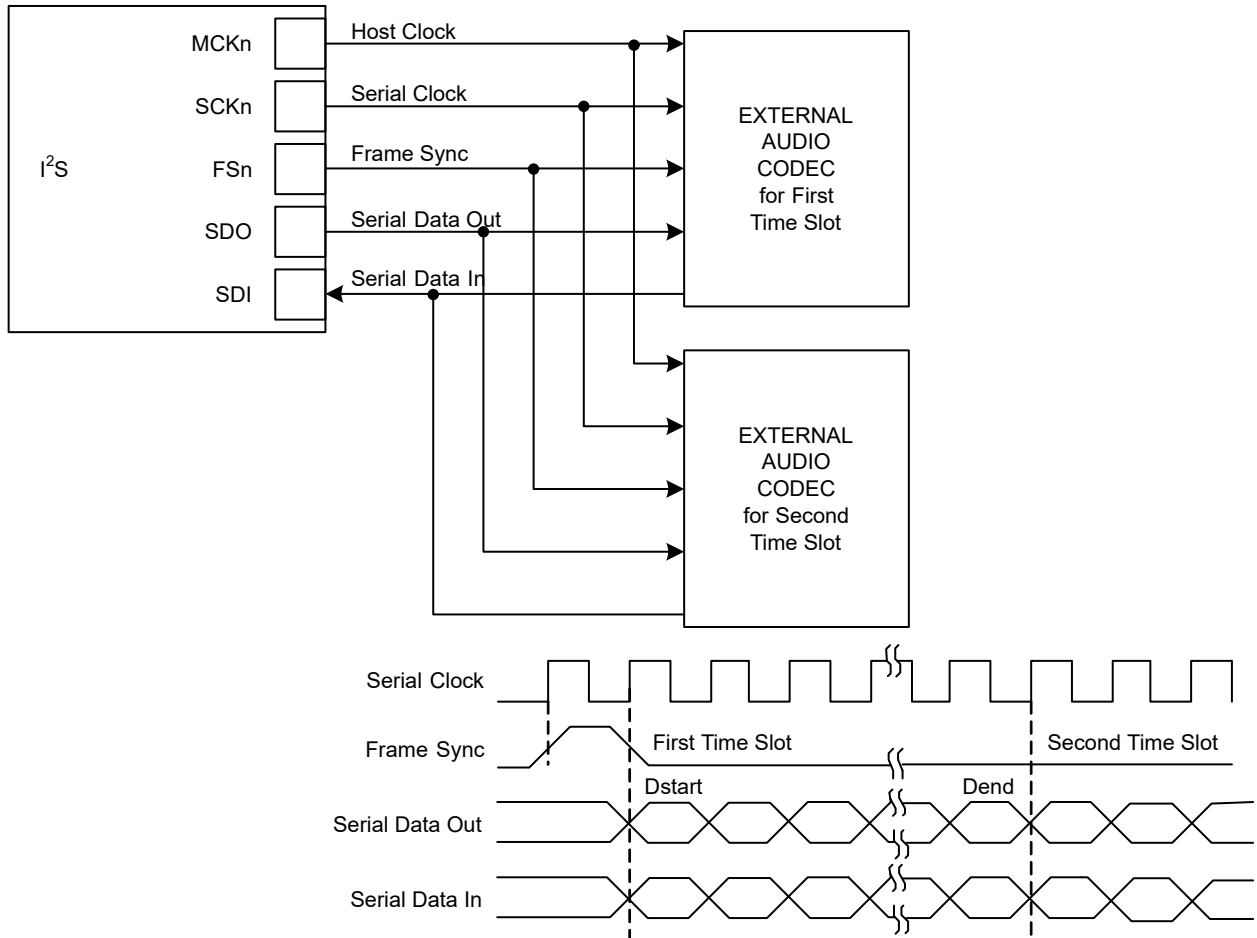 MCKn
Host Clock
SCKn
Serial Clock
I²S
FSn
Frame Sync
SDO
Serial Data Out
SDI
Serial Data In
EXTERNAL
AUDIO
CODEC
for First
Time Slot
EXTERNAL
AUDIO
CODEC
for Second
Time Slot
Serial Clock
Frame Sync
First Time Slot
Second Time Slot
Dstart
Dend
Serial Data Out
Serial Data In